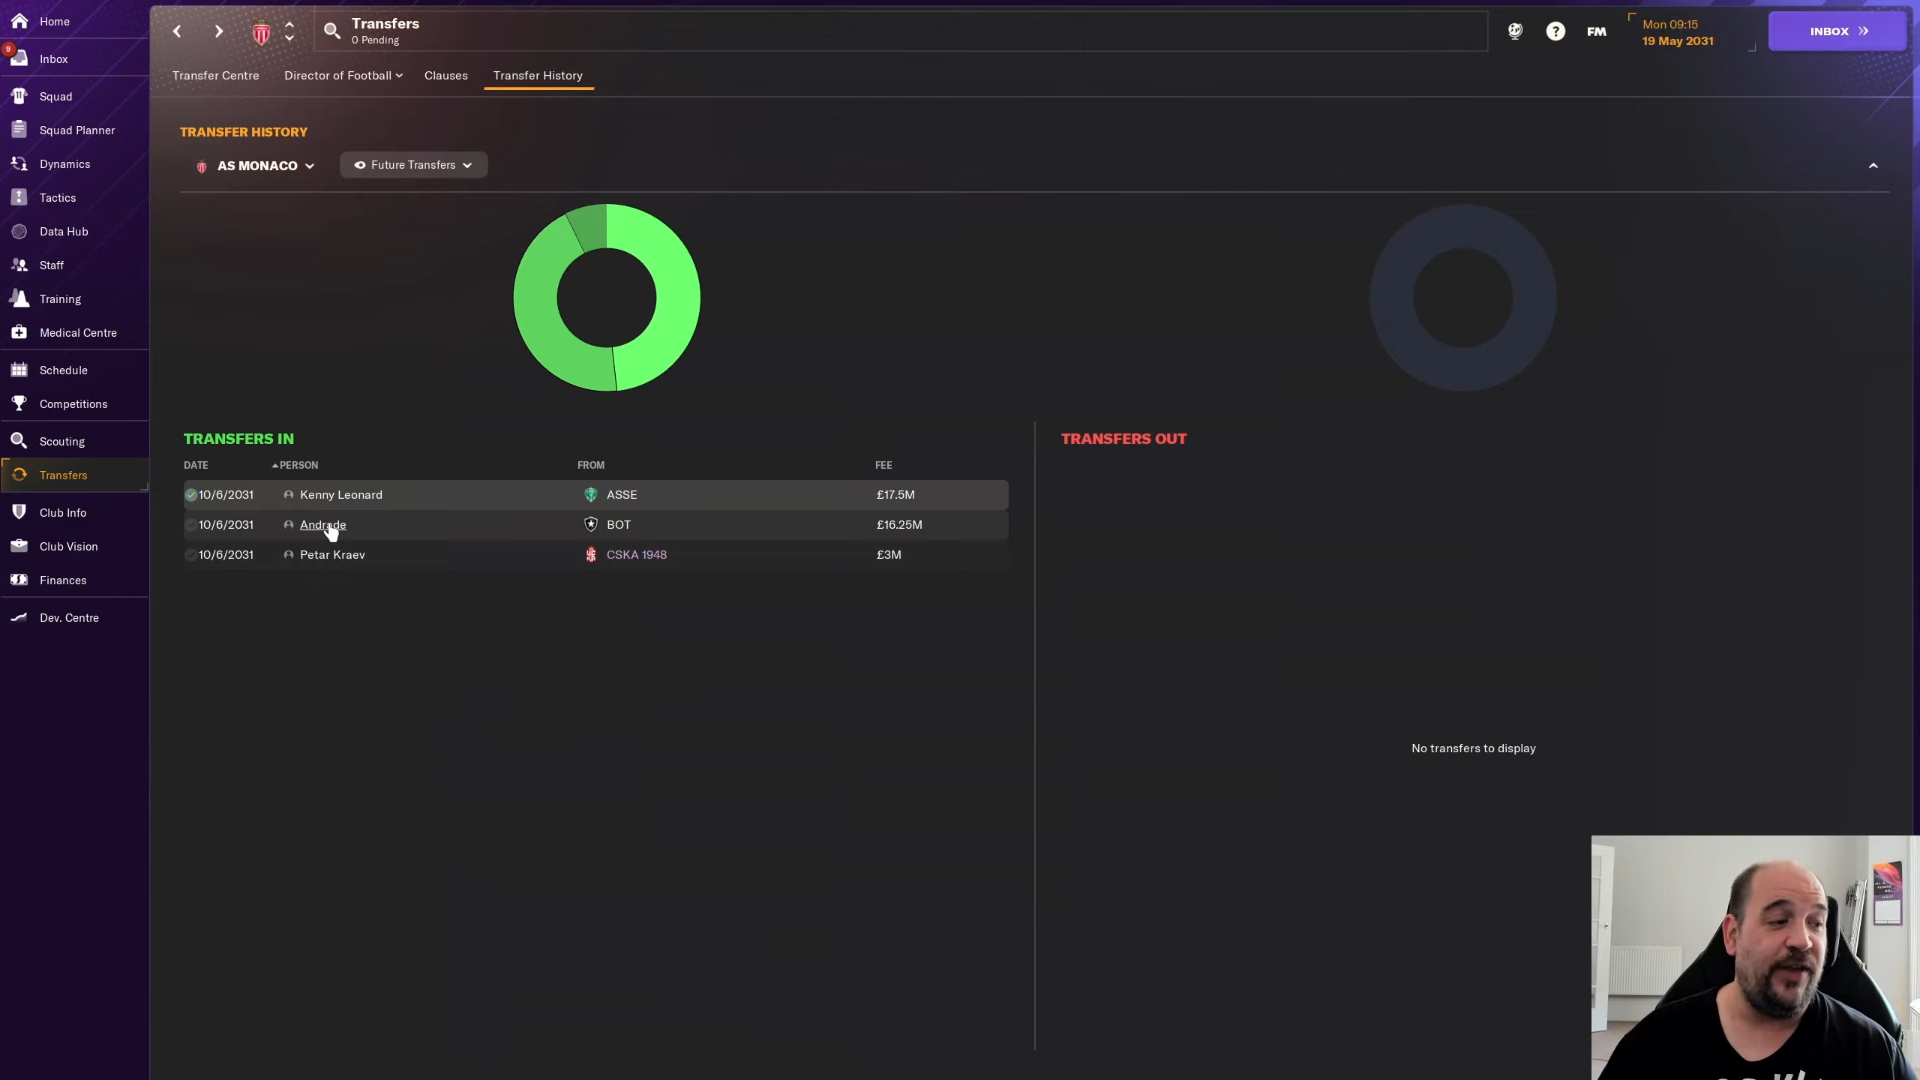 Home
9
Inbox
Squad
Squad Planner
Dynamics
Tactics
Data Hub
Staff
Training
Medical Centre
Schedule
Competitions
Scouting
Transfers
Club Info
Club Vision
Finances
Dev. Centre
Transfers
0 Pending
?
FM
Mon 09:15
19 May 2031
INBOX
Transfer Centre
Director of Football
Clauses
Transfer History
TRANSFER HISTORY
AS MONACO
Future Transfers
TRANSFERS IN
DATE PERSON FROM FEE
10/6/2031 Kenny Leonard ASSE £17.5M
10/6/2031 Andrade BOT £16.25M
10/6/2031 Petar Kraev CSKA 1948 £3M
TRANSFERS OUT
No transfers to display